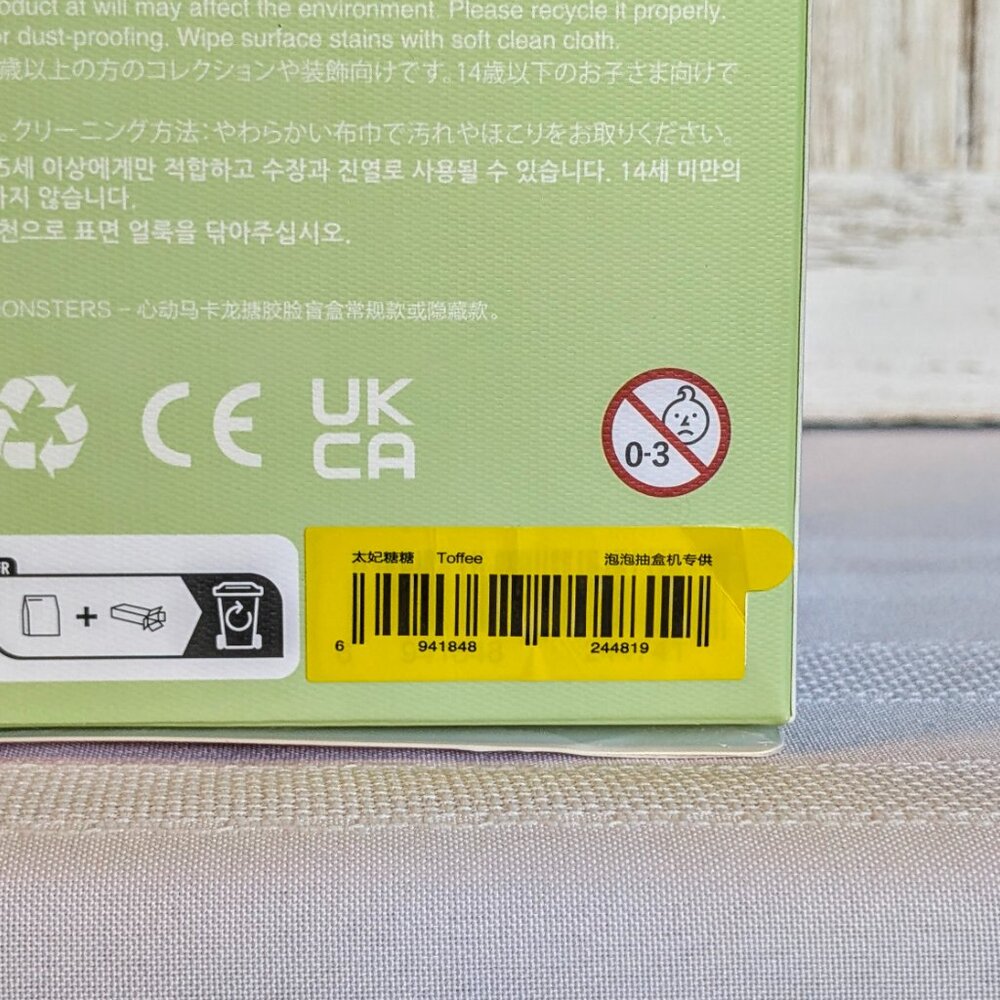 oduct at will may affect the environment. Please recycle it properly.
r dust-proofing. Wipe surface stains with soft clean cloth.
歳以上の方のコレクションや装飾向けです。14歳以下のお子さま向けで
。クリーニング方法：やわらかい布巾で汚れやほこりをお取りください。
5세 이상에게만 적합하고 수장과 진열로 사용될 수 있습니다. 14세 미만의
하지 않습니다.
천으로 표면 얼룩을 닦아주십시오.
ONSTERS – 心动马卡龙搪胶脸盲盒常规款或隐藏款。
CE
UK
CA
0-3
FR
+
太妃糖糖 Toffee 泡泡抽盒机专供
6 941848 244819